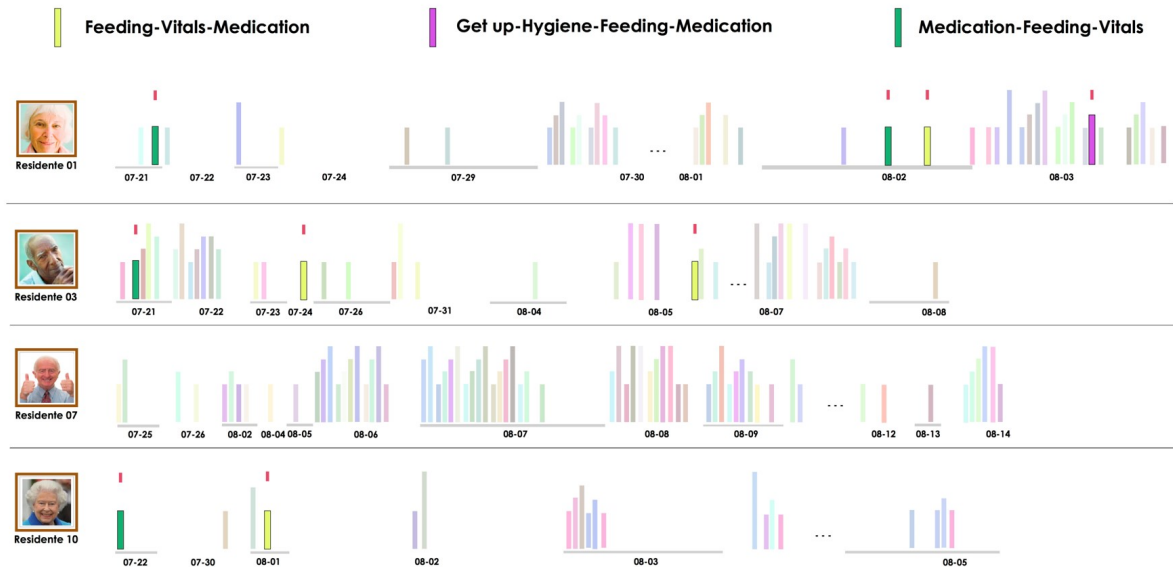 Feeding-Vitals-Medication Get up-Hygiene-Feeding-Medication Medication-Feeding-Vitals
Residente 01
07-21 07-22 07-23 07-24 07-29 07-30 ... 08-01 08-02 08-03
Residente 03
07-21 07-22 07-23 07-24 07-26 07-31 08-04 08-05 ... 08-07 08-08
Residente 07
07-25 07-26 08-02 08-04 08-05 08-06 08-07 08-08 08-09 ... 08-12 08-13 08-14
Residente 10
07-22 07-30 08-01 08-02 08-03 ... 08-05